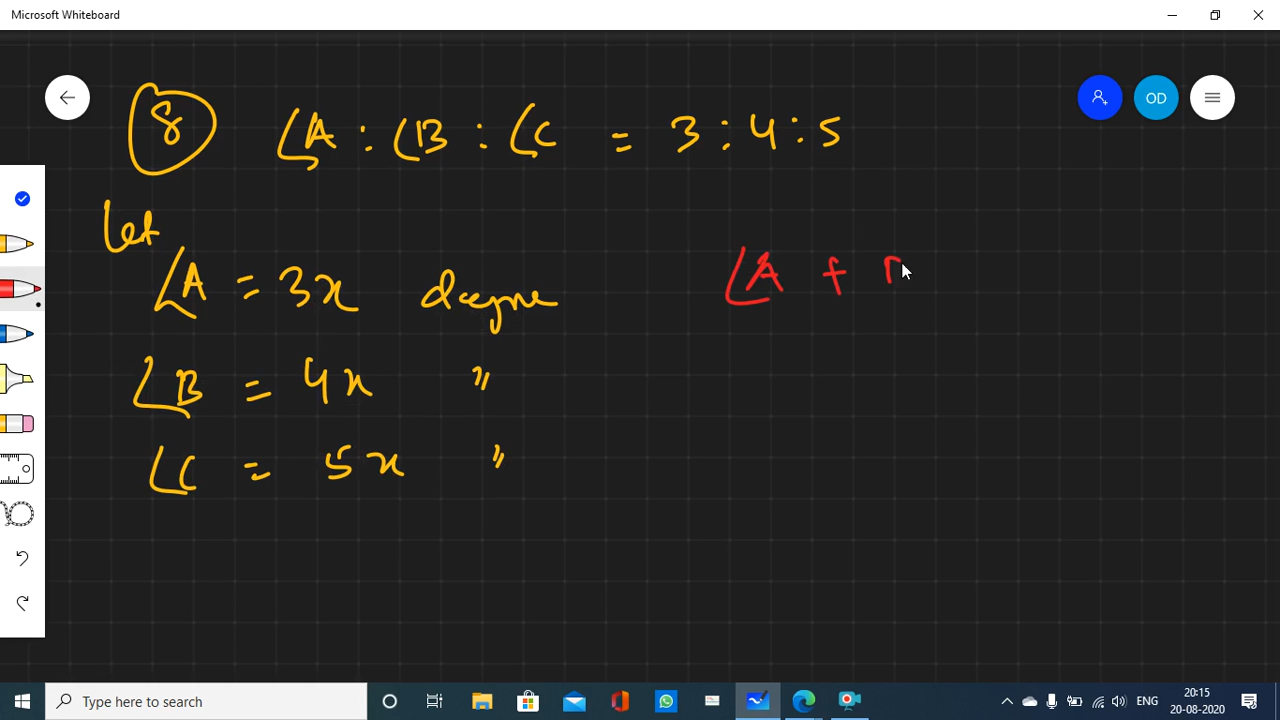 Microsoft Whiteboard
OD
8 ∠A : ∠B : ∠C = 3 : 4 : 5
Let
∠A = 3x degree
∠A +
∠B = 4x "
∠C = 5x "
Type here to search
ENG
20:15
20-08-2020